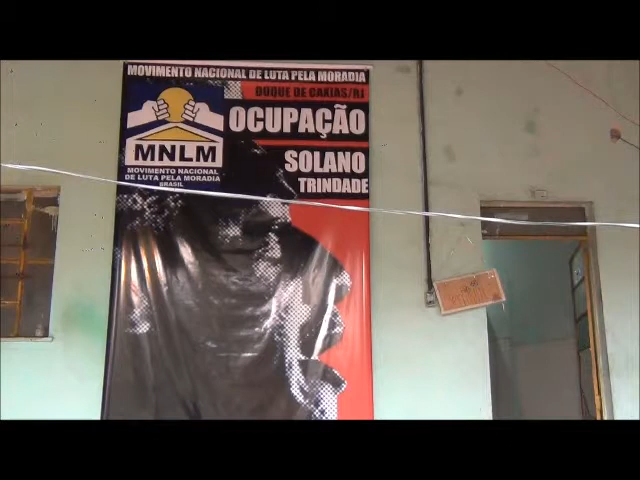 MOVIMENTO NACIONAL DE LUTA PELA MORADIA
DUQUE DE CAXIAS/RJ
OCUPAÇÃO
SOLANO
TRINDADE
MNLM
MOVIMENTO NACIONAL
DE LUTA PELA MORADIA
BRASIL